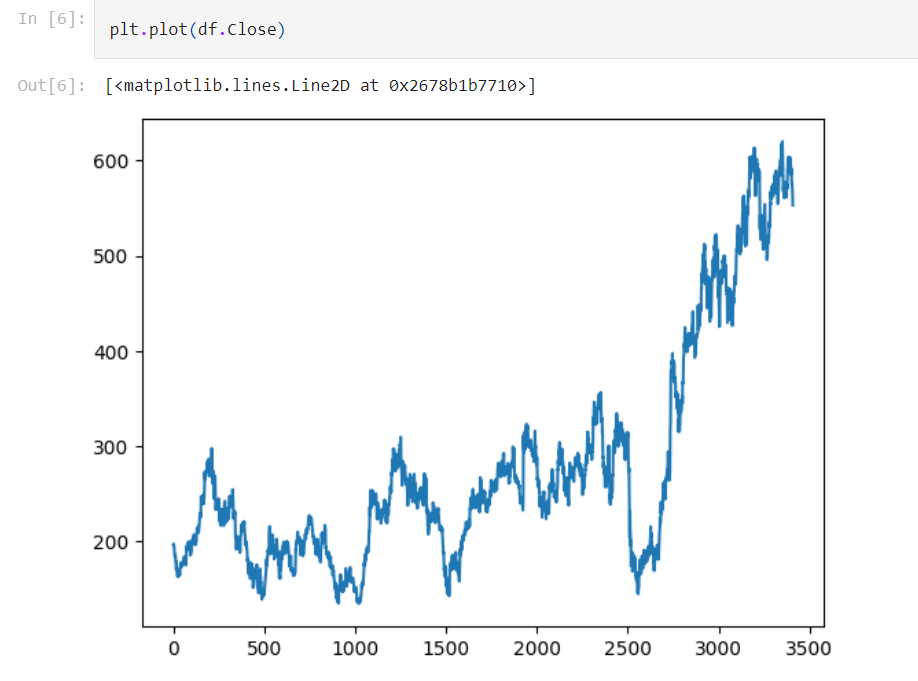 In [6]:
plt.plot(df.Close)
Out[6]:
[<matplotlib.lines.Line2D at 0x2678b1b7710>]
600
500
400
300
200
0 500 1000 1500 2000 2500 3000 3500